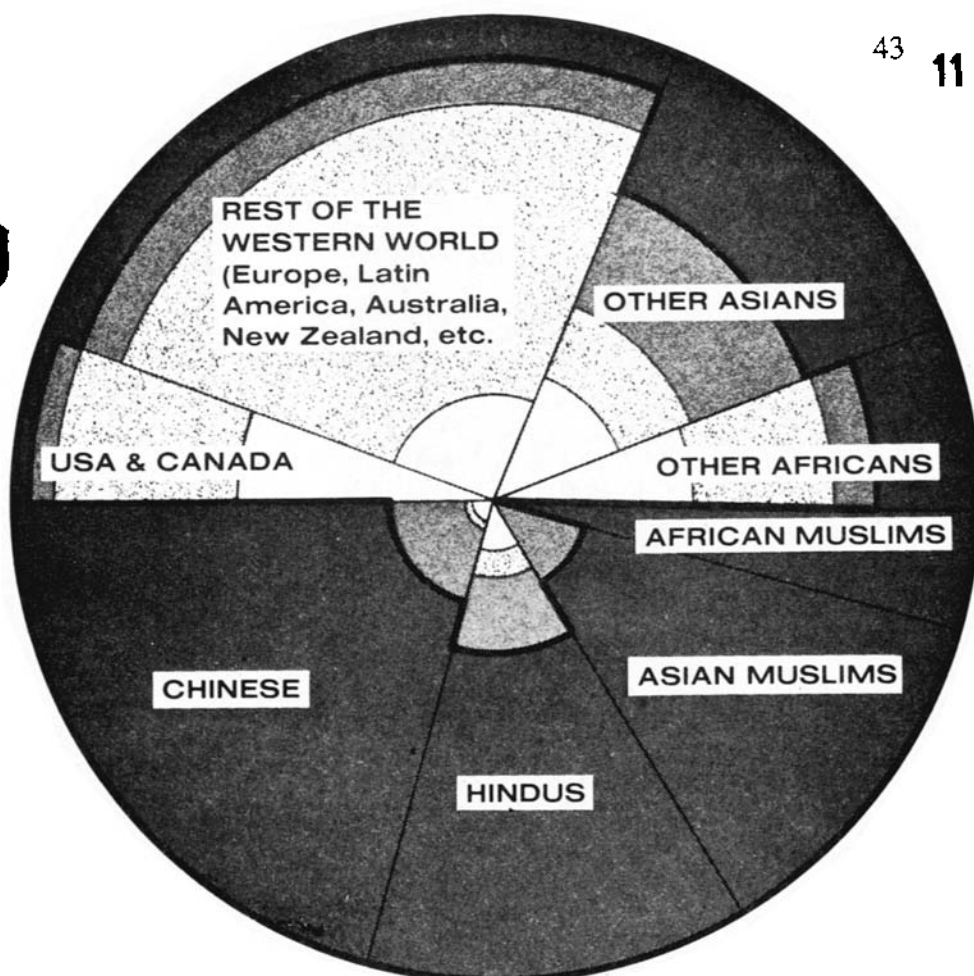 43 11
REST OF THE
WESTERN WORLD
(Europe, Latin
America, Australia,
New Zealand, etc.
OTHER ASIANS
USA & CANADA
OTHER AFRICANS
AFRICAN MUSLIMS
ASIAN MUSLIMS
CHINESE
HINDUS